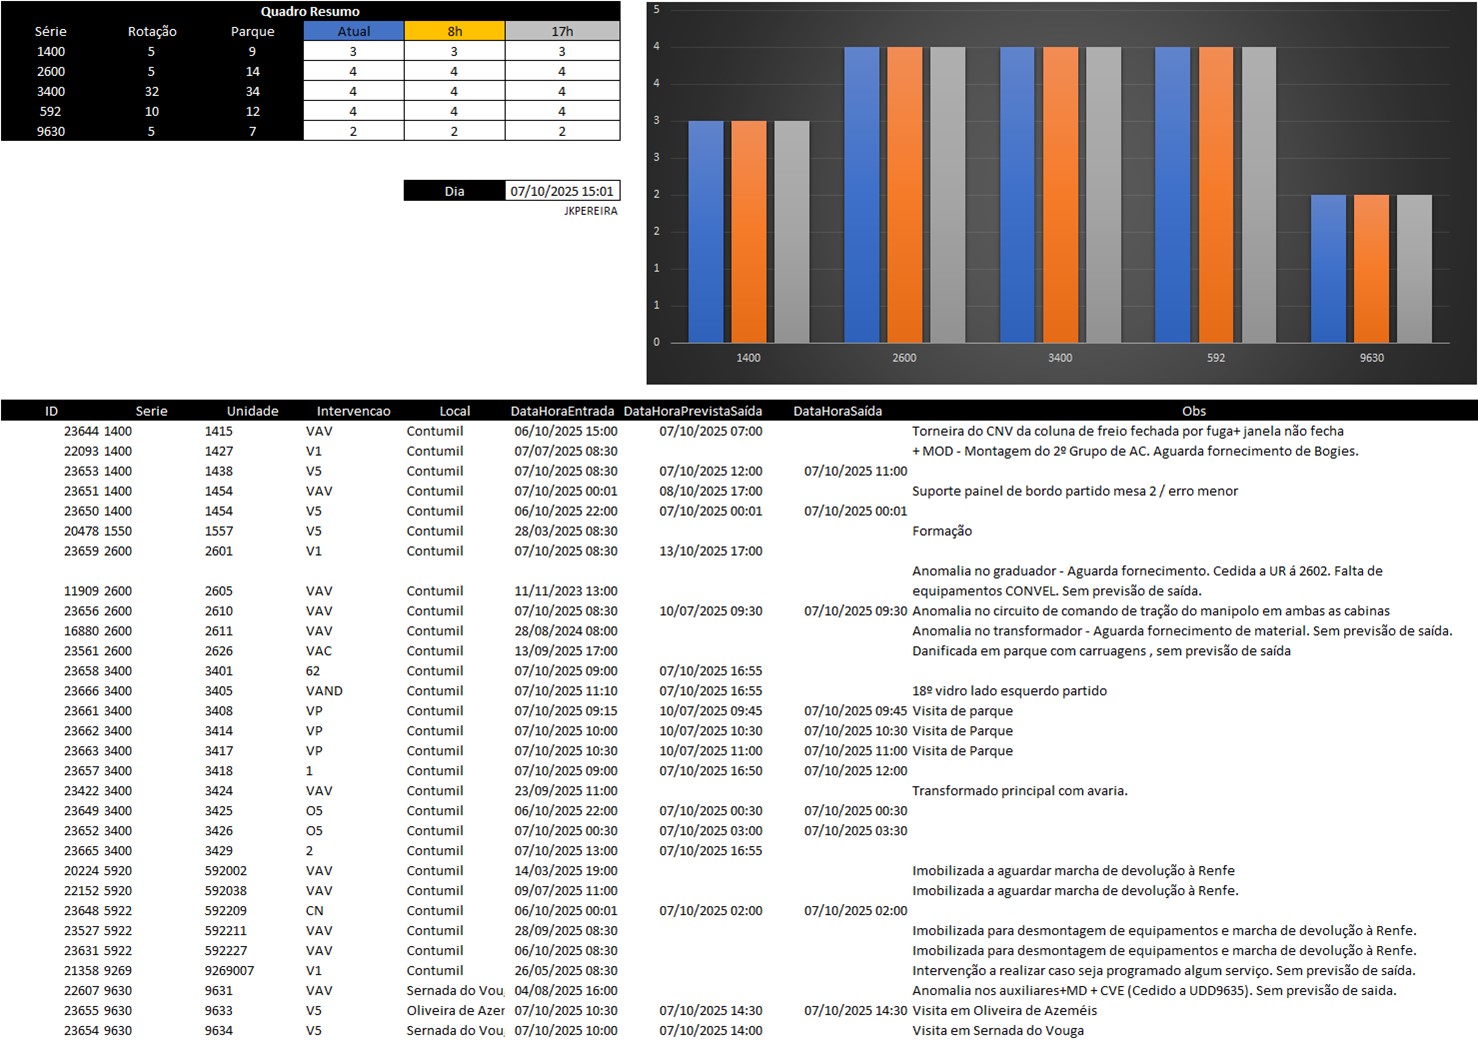 Quadro Resumo
Série Rotação Parque Atual 8h 17h
1400 5 9 3 3 3
2600 5 14 4 4 4
3400 32 34 4 4 4
592 10 12 4 4 4
9630 5 7 2 2 2
Dia 07/10/2025 15:01
JKPEREIRA
5
4
4
3
3
2
2
1
1
0
1400 2600 3400 592 9630
ID Serie Unidade Intervencao Local DataHoraEntrada DataHoraPrevistaSaída DataHoraSaída Obs
23644 1400 1415 VAV Contumil 06/10/2025 15:00 07/10/2025 07:00 Torneira do CNV da coluna de freio fechada por fuga+ janela não fecha
22093 1400 1427 V1 Contumil 07/07/2025 08:30 + MOD - Montagem do 2º Grupo de AC. Aguarda fornecimento de Bogies.
23653 1400 1438 V5 Contumil 07/10/2025 08:30 07/10/2025 12:00 07/10/2025 11:00
23651 1400 1454 VAV Contumil 07/10/2025 00:01 08/10/2025 17:00 Suporte painel de bordo partido mesa 2 / erro menor
23650 1400 1454 V5 Contumil 06/10/2025 22:00 07/10/2025 00:01 07/10/2025 00:01
20478 1550 1557 V5 Contumil 28/03/2025 08:30 Formação
23659 2600 2601 V1 Contumil 07/10/2025 08:30 13/10/2025 17:00
Anomalia no graduador - Aguarda fornecimento. Cedida a UR á 2602. Falta de
11909 2600 2605 VAV Contumil 11/11/2023 13:00 equipamentos CONVEL. Sem previsão de saída.
23656 2600 2610 VAV Contumil 07/10/2025 08:30 10/07/2025 09:30 07/10/2025 09:30 Anomalia no circuito de comando de tração do manipolo em ambas as cabinas
16880 2600 2611 VAV Contumil 28/08/2024 08:00 Anomalia no transformador - Aguarda fornecimento de material. Sem previsão de saída.
23561 2600 2626 VAC Contumil 13/09/2025 17:00 Danificada em parque com carruagens , sem previsão de saída
23658 3400 3401 62 Contumil 07/10/2025 09:00 07/10/2025 16:55
23666 3400 3405 VAND Contumil 07/10/2025 11:10 07/10/2025 16:55 18º vidro lado esquerdo partido
23661 3400 3408 VP Contumil 07/10/2025 09:15 10/07/2025 09:45 07/10/2025 09:45 Visita de parque
23662 3400 3414 VP Contumil 07/10/2025 10:00 10/07/2025 10:30 07/10/2025 10:30 Visita de Parque
23663 3400 3417 VP Contumil 07/10/2025 10:30 10/07/2025 11:00 07/10/2025 11:00 Visita de Parque
23657 3400 3418 1 Contumil 07/10/2025 09:00 07/10/2025 16:50 07/10/2025 12:00
23422 3400 3424 VAV Contumil 23/09/2025 11:00 Transformado principal com avaria.
23649 3400 3425 O5 Contumil 06/10/2025 22:00 07/10/2025 00:30 07/10/2025 00:30
23652 3400 3426 O5 Contumil 07/10/2025 00:30 07/10/2025 03:00 07/10/2025 03:30
23665 3400 3429 2 Contumil 07/10/2025 13:00 07/10/2025 16:55
20224 5920 592002 VAV Contumil 14/03/2025 19:00 Imobilizada a aguardar marcha de devolução à Renfe
22152 5920 592038 VAV Contumil 09/07/2025 11:00 Imobilizada a aguardar marcha de devolução à Renfe.
23648 5922 592209 CN Contumil 06/10/2025 00:01 07/10/2025 02:00 07/10/2025 02:00
23527 5922 592211 VAV Contumil 28/09/2025 08:30 Imobilizada para desmontagem de equipamentos e marcha de devolução à Renfe.
23631 5922 592227 VAV Contumil 06/10/2025 08:30 Imobilizada para desmontagem de equipamentos e marcha de devolução à Renfe.
21358 9269 9269007 V1 Contumil 26/05/2025 08:30 Intervenção a realizar caso seja programado algum serviço. Sem previsão de saída.
22607 9630 9631 VAV Sernada do Vou 04/08/2025 16:00 Anomalia nos auxiliares+MD + CVE (Cedido a UDD9635). Sem previsão de saida.
23655 9630 9633 V5 Oliveira de Azer 07/10/2025 10:30 07/10/2025 14:30 07/10/2025 14:30 Visita em Oliveira de Azeméis
23654 9630 9634 V5 Sernada do Vou 07/10/2025 10:00 07/10/2025 14:00 Visita em Sernada do Vouga